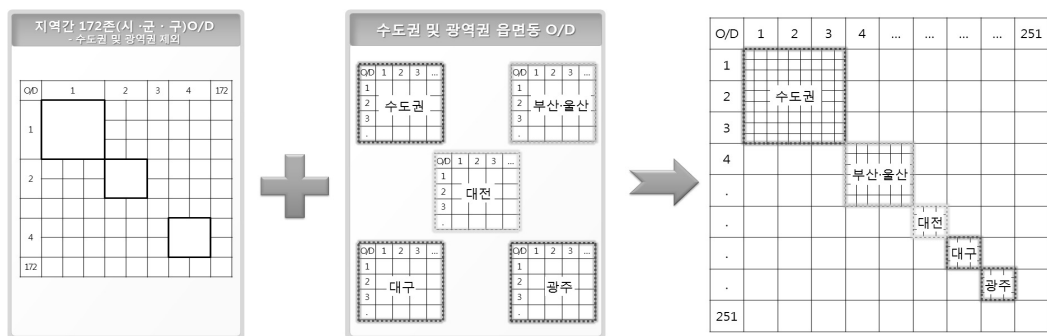 지역간 172존(시·군·구)O/D
- 수도권 및 광역권 제외
O/D 1 2 3 4 172
1
2
4
172
수도권 및 광역권 읍면동 O/D
O/D 1 2 3 ...
1
2
3
.
수도권
O/D 1 2 3 ...
1
2
3
.
부산·울산
O/D 1 2 3 ...
1
2
3
.
대전
O/D 1 2 3 ...
1
2
3
.
대구
O/D 1 2 3 ...
1
2
3
.
광주
O/D 1 2 3 4 ... ... ... ... 251
1
2 수도권
3
4
부산·울산
.
. 대전
. 대구
. 광주
251